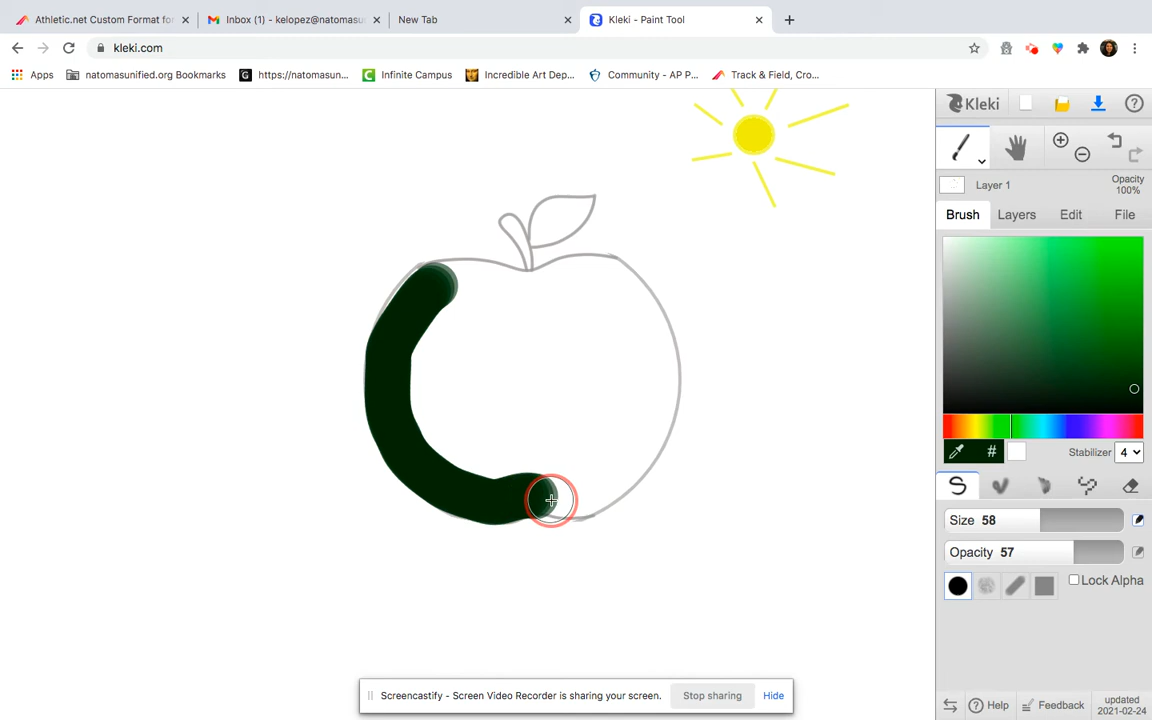 Athletic.net Custom Format for
Inbox (1) - kelopez@natomasus
New Tab
Kleki - Paint Tool
kleki.com
Apps
natomasunified.org Bookmarks
https://natomasun...
Infinite Campus
Incredible Art Dep...
Community - AP P...
Track & Field, Cro...
Kleki
Layer 1
Opacity
100%
Brush
Layers
Edit
File
#
Stabilizer 4
Size 58
Opacity 57
Lock Alpha
Screencastify - Screen Video Recorder is sharing your screen.
Stop sharing
Hide
Help
Feedback
updated
2021-02-24